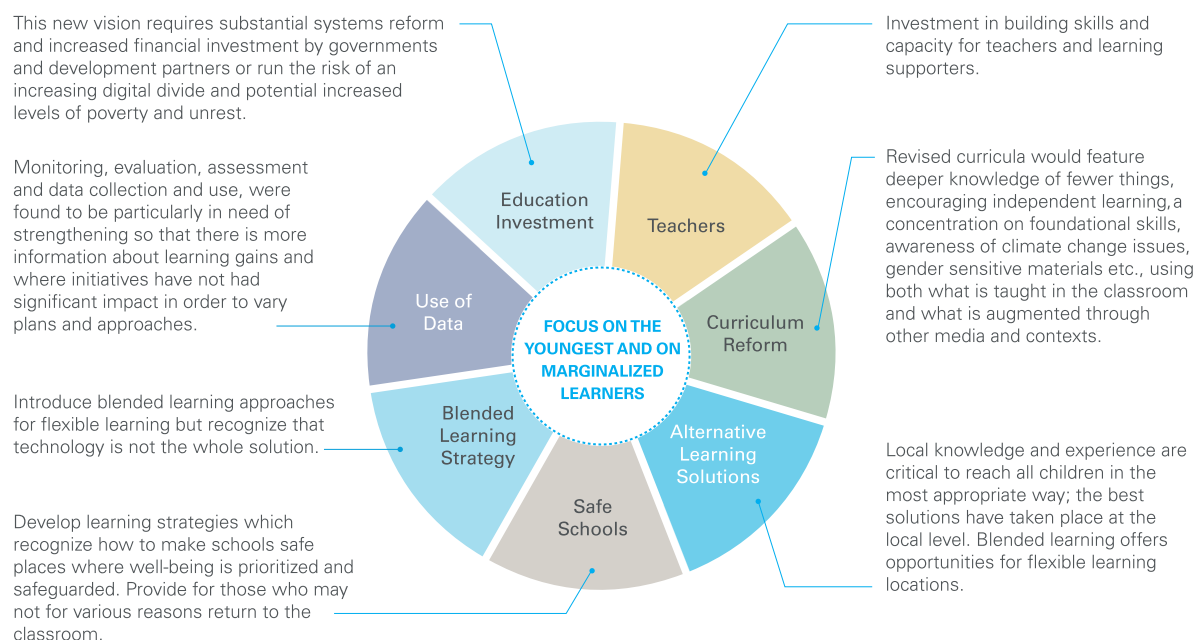 This new vision requires substantial systems reform
and increased financial investment by governments
and development partners or run the risk of an
increasing digital divide and potential increased
levels of poverty and unrest.
Investment in building skills and
capacity for teachers and learning
supporters.
Monitoring, evaluation, assessment
and data collection and use, were
found to be particularly in need of
strengthening so that there is more
information about learning gains and
where initiatives have not had
significant impact in order to vary
plans and approaches.
Revised curricula would feature
deeper knowledge of fewer things,
encouraging independent learning, a
concentration on foundational skills,
awareness of climate change issues,
gender sensitive materials etc., using
both what is taught in the classroom
and what is augmented through
other media and contexts.
Education
Investment
Teachers
Use of
Data
Curriculum
Reform
FOCUS ON THE
YOUNGEST AND ON
MARGINALIZED
LEARNERS
Introduce blended learning approaches
for flexible learning but recognize that
technology is not the whole solution.
Blended
Learning
Strategy
Alternative
Learning
Solutions
Safe
Schools
Local knowledge and experience are
critical to reach all children in the
most appropriate way; the best
solutions have taken place at the
local level. Blended learning offers
opportunities for flexible learning
locations.
Develop learning strategies which
recognize how to make schools safe
places where well-being is prioritized and
safeguarded. Provide for those who may
not for various reasons return to the
classroom.